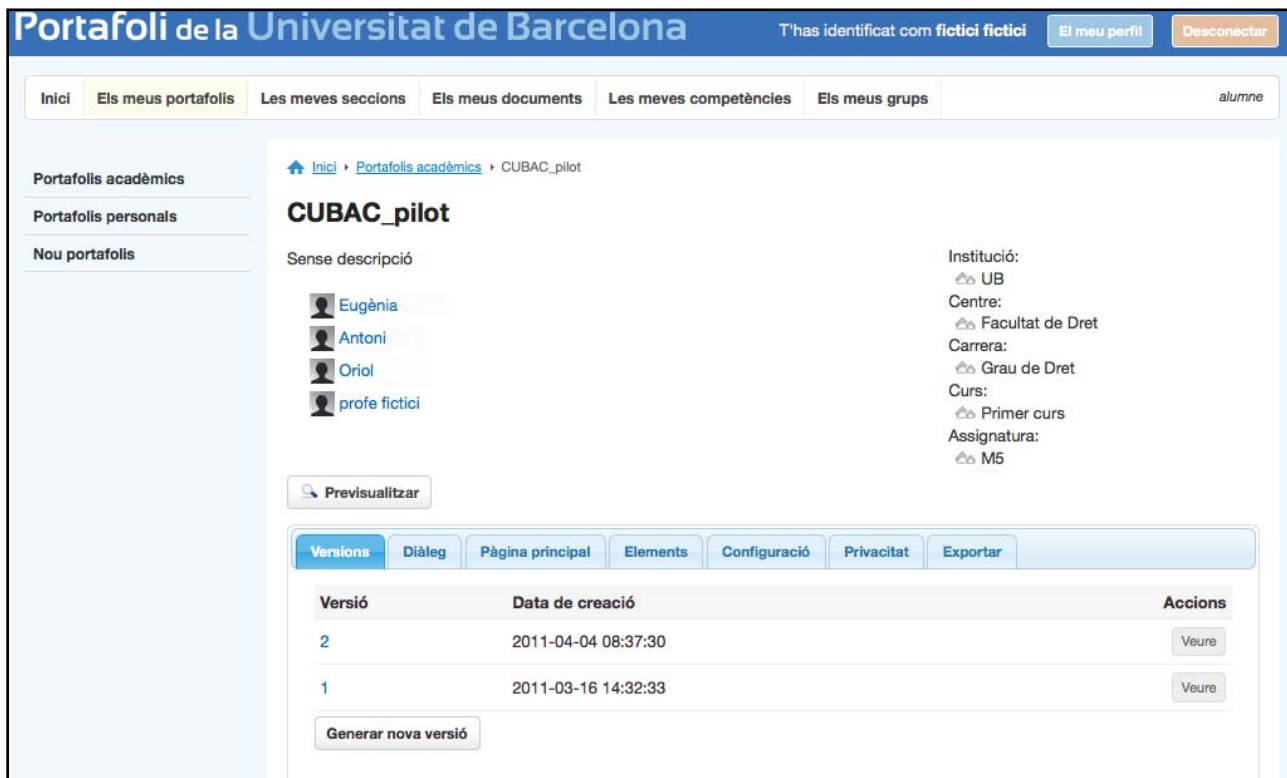 Portafoli de la Universitat de Barcelona
T'has identificat com fictici fictici
El meu perfil
Desconectar
Inici
Els meus portafolis
Les meves seccions
Els meus documents
Les meves competències
Els meus grups
alumne
Portafolis acadèmics
Portafolis personals
Nou portafolis
Inici ▸ Portafolis acadèmics ▸ CUBAC_pilot
CUBAC_pilot
Sense descripció
Eugènia
Antoni
Oriol
profe fictici
Institució:
UB
Centre:
Facultat de Dret
Carrera:
Grau de Dret
Curs:
Primer curs
Assignatura:
M5
Previsualitzar
Versions
Diàleg
Pàgina principal
Elements
Configuració
Privacitat
Exportar
Versió Data de creació Accions
2 2011-04-04 08:37:30 Veure
1 2011-03-16 14:32:33 Veure
Generar nova versió